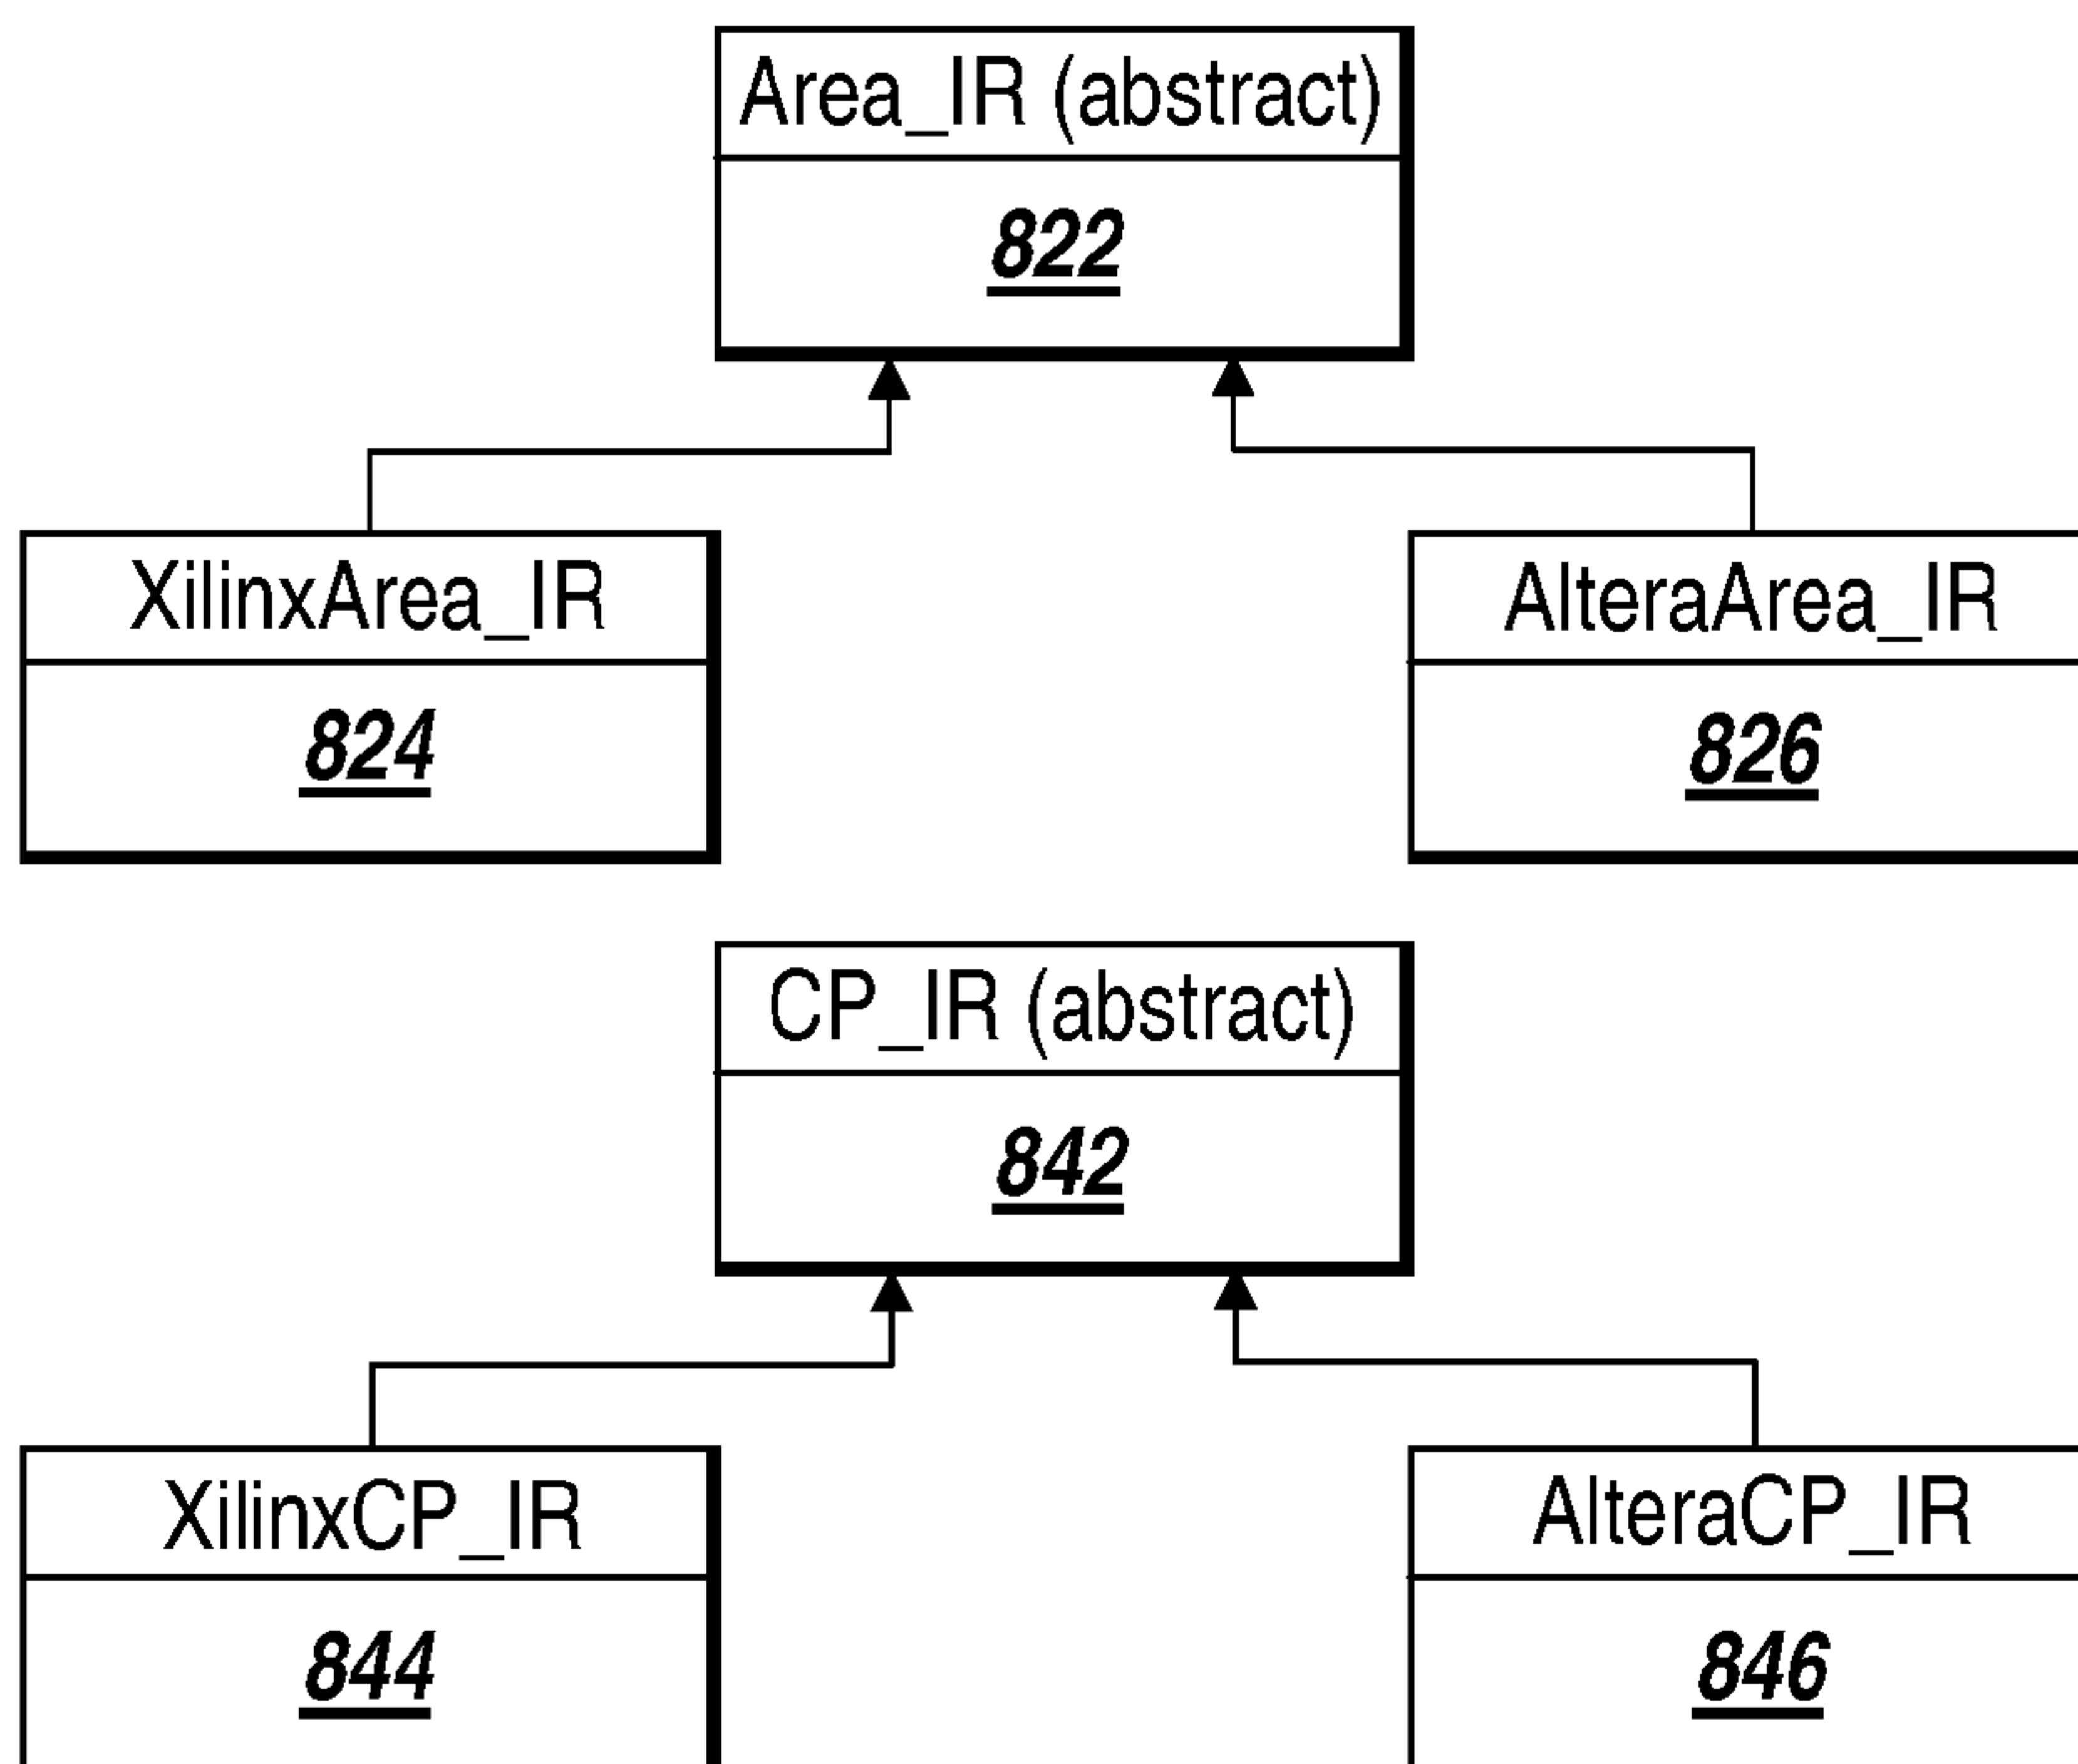 Area_IR (abstract)
822
XilinxArea_IR
AlteraArea_IR
824
826
CP_IR (abstract)
842
XilinxCP_IR
AlteraCP_IR
844
846